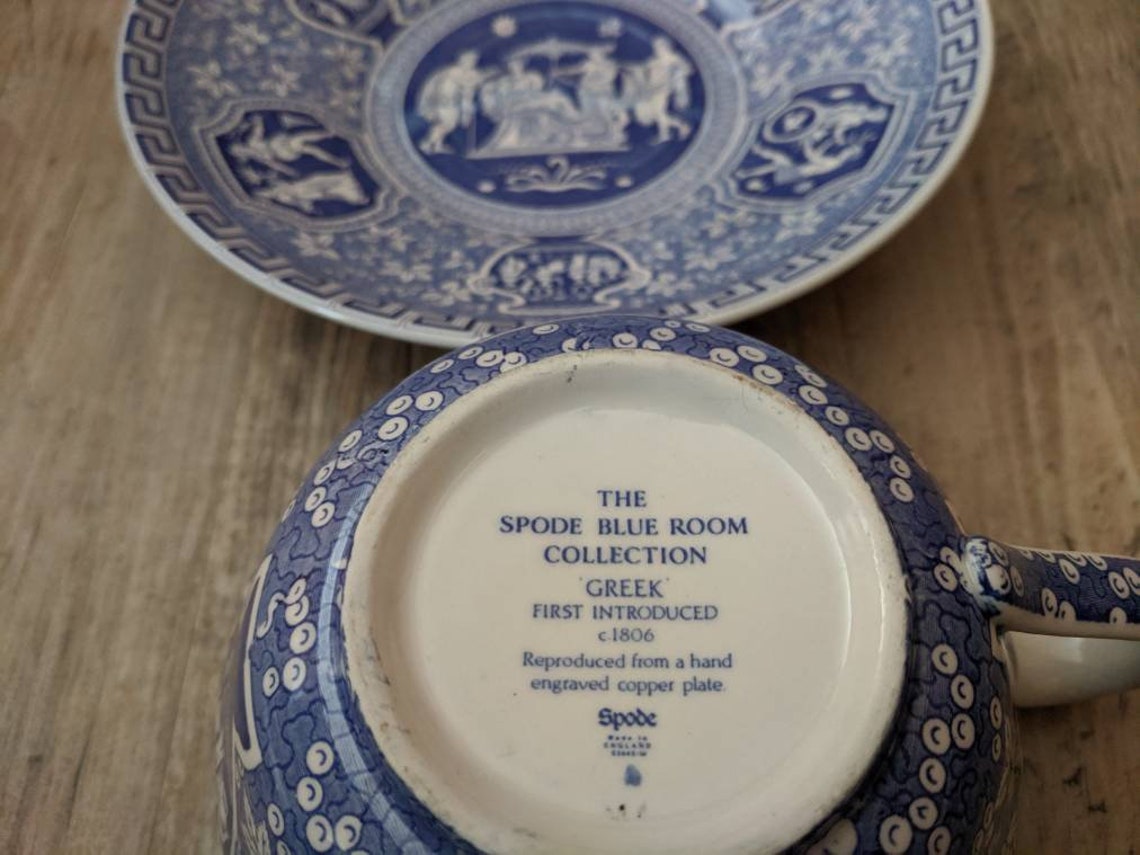 THE
SPODE BLUE ROOM
COLLECTION
'GREEK'
FIRST INTRODUCED
c.1806
Reproduced from a hand
engraved copper plate.
Spode
Made in
ENGLAND